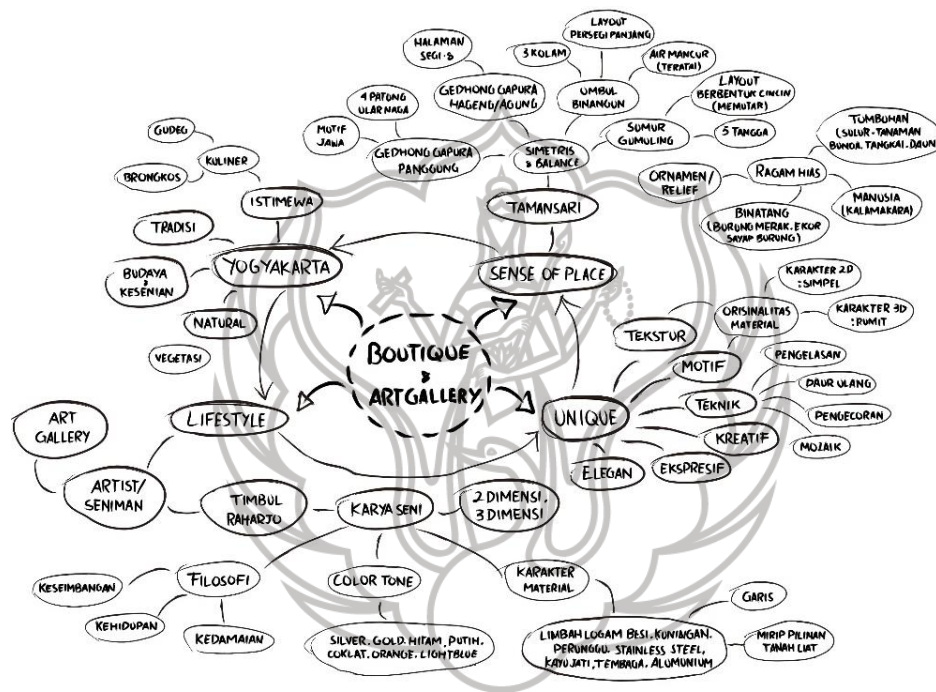 LAYOUT
PERSEGI PANJANG
HALAMAN
SEGI-8
3 KOLAM
AIR MANCUR
(TERATAI)
GEDHONG GAPURA
HAGENG/AGUNG
UMBUL
BINANGUN
LAYOUT
BERBENTUK CINCIN
(MEMUTAR)
4 PATUNG
ULAR NAGA
SUMUR
GUMULING
5 TANGGA
TUMBUHAN
(SULUR-TANAMAN
BUNGA, TANGKAI, DAUN)
GUDEG
MOTIF
JAWA
GEDHONG GAPURA
PANGGUNG
SIMETRIS
& BALANCE
KULINER
BRONGKOS
ORNAMEN/
RELIEF
RAGAM HIAS
MANUSIA
(KALAMAKARA)
ISTIMEWA
TAMANSARI
BINATANG
(BURUNG MERAK, EKOR
SAYAP BURUNG)
TRADISI
YOGYAKARTA
SENSE OF PLACE
BUDAYA
&
KESENIAN
KARAKTER 2D
:SIMPEL
ORISINALITAS
MATERIAL
KARAKTER 3D
:RUMIT
NATURAL
VEGETASI
BOUTIQUE
&
ART GALLERY
TEKSTUR
MOTIF
PENGELASAN
TEKNIK
DAUR ULANG
PENGECORAN
MOZAIK
LIFESTYLE
UNIQUE
KREATIF
EKSPRESIF
ELEGAN
ART
GALLERY
ARTIST/
SENIMAN
TIMBUL
RAHARJO
KARYA SENI
2 DIMENSI.
3 DIMENSI
FILOSOFI
COLOR TONE
KARAKTER
MATERIAL
KESEIMBANGAN
KEHIDUPAN
KEDAMAIAN
GARIS
SILVER. GOLD. HITAM, PUTIH.
COKLAT. ORANGE. LIGHTBLUE
LIMBAH LOGAM BESI. KUNINGAN.
PERUNGGU. STAINLESS STEEL,
KAYU JATI, TEMBAGA. ALUMUNIUM
MIRIP PILINAN
TANAH LIAT